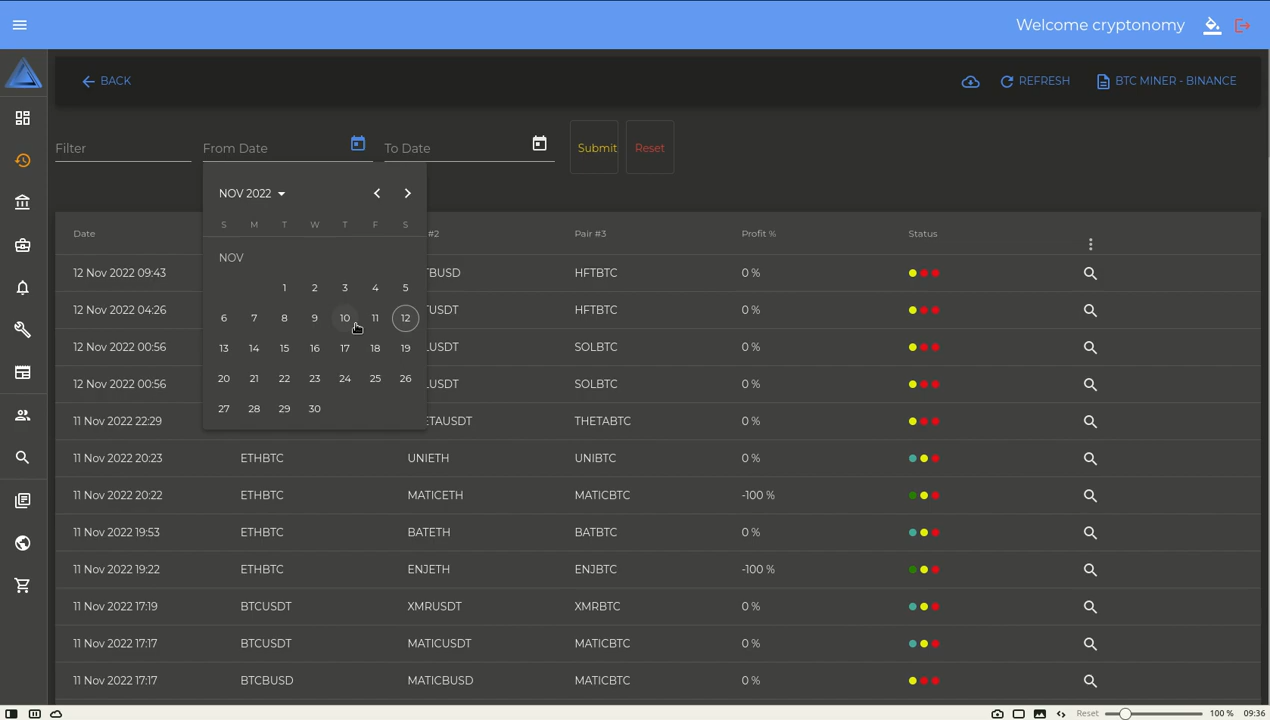 Welcome cryptonomy
BACK
REFRESH
BTC MINER - BINANCE
Filter
From Date
To Date
Submit
Reset
NOV 2022
S M T W T F S
NOV
1 2 3 4 5
6 7 8 9 10 11 12
13 14 15 16 17 18 19
20 21 22 23 24 25 26
27 28 29 30
Date #2 Pair #3 Profit % Status
12 Nov 2022 09:43 TBUSD HFTBTC 0 %
12 Nov 2022 04:26 TUSDT HFTBTC 0 %
12 Nov 2022 00:56 LUSDT SOLBTC 0 %
12 Nov 2022 00:56 LUSDT SOLBTC 0 %
11 Nov 2022 22:29 ETAUSDT THETABTC 0 %
11 Nov 2022 20:23 ETHBTC UNIETH UNIBTC 0 %
11 Nov 2022 20:22 ETHBTC MATICETH MATICBTC -100 %
11 Nov 2022 19:53 ETHBTC BATETH BATBTC 0 %
11 Nov 2022 19:22 ETHBTC ENJETH ENJBTC -100 %
11 Nov 2022 17:19 BTCUSDT XMRUSDT XMRBTC 0 %
11 Nov 2022 17:17 BTCUSDT MATICUSDT MATICBTC 0 %
11 Nov 2022 17:17 BTCBUSD MATICBUSD MATICBTC 0 %
Reset 100 % 09:36